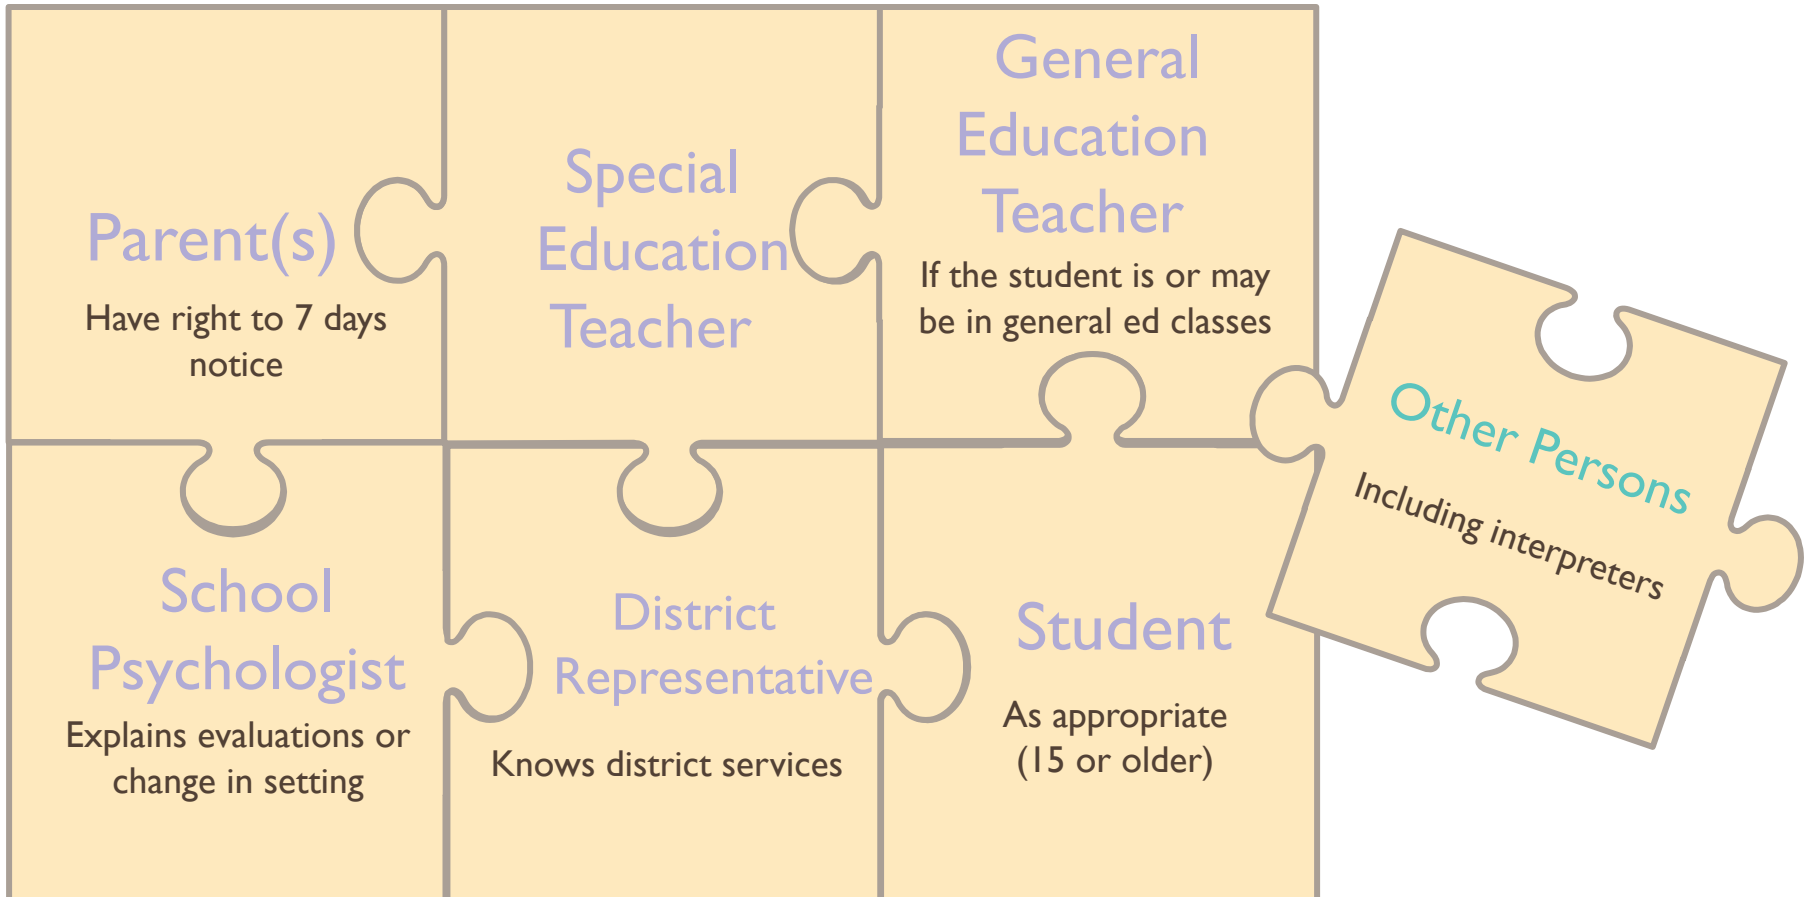 Parent(s)
Have right to 7 days
notice
Special
Education
Teacher
General
Education
Teacher
If the student is or may
be in general ed classes
Other Persons
Including interpreters
School
Psychologist
Explains evaluations or
change in setting
District
Representative
Knows district services
Student
As appropriate
(15 or older)